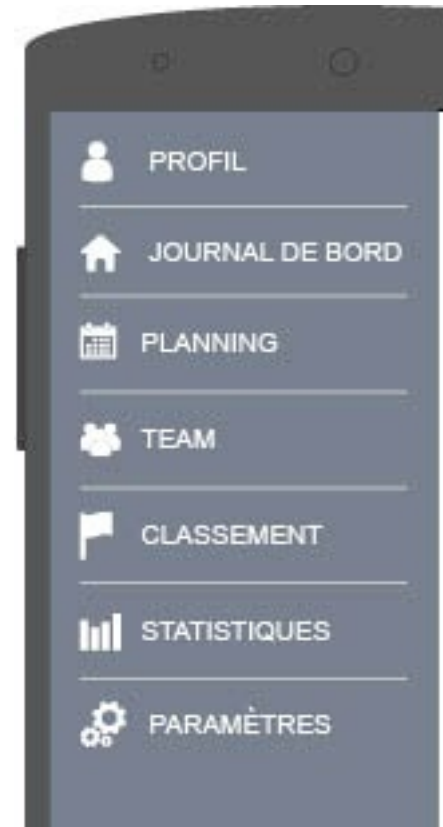 PROFIL
JOURNAL DE BORD
PLANNING
TEAM
CLASSEMENT
STATISTIQUES
PARAMÈTRES